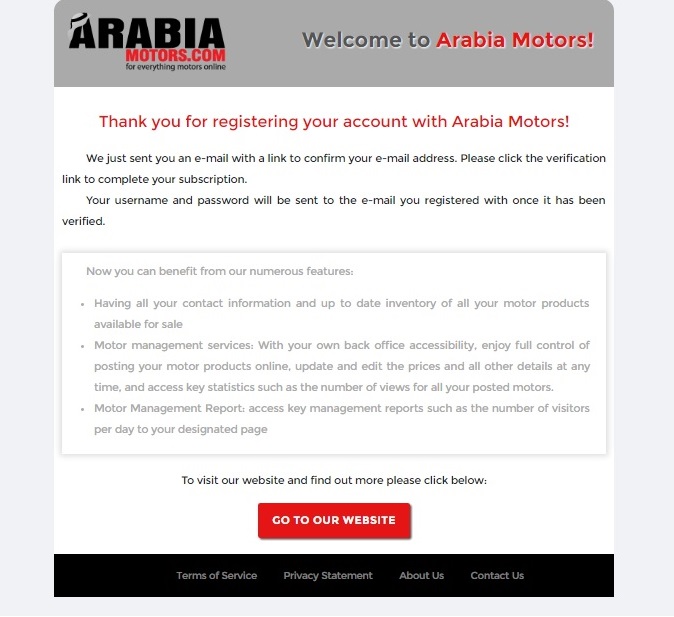 ARABIA
MOTORS.COM
for everything motors online
Welcome to Arabia Motors!
Thank you for registering your account with Arabia Motors!
We just sent you an e-mail with a link to confirm your e-mail address. Please click the verification
link to complete your subscription.
Your username and password will be sent to the e-mail you registered with once it has been
verified.
Now you can benefit from our numerous features:
• Having all your contact information and up to date inventory of all your motor products
available for sale
• Motor management services: With your own back office accessibility, enjoy full control of
posting your motor products online, update and edit the prices and all other details at any
time, and access key statistics such as the number of views for all your posted motors.
• Motor Management Report: access key management reports such as the number of visitors
per day to your designated page
To visit our website and find out more please click below:
GO TO OUR WEBSITE
Terms of Service Privacy Statement About Us Contact Us